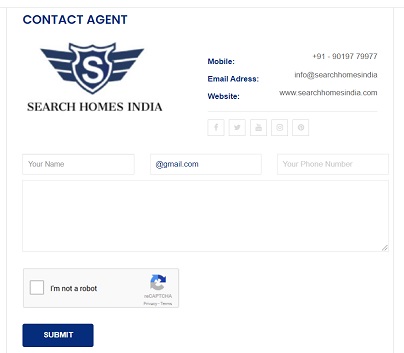 CONTACT AGENT
S
SEARCH HOMES INDIA
Mobile: +91 - 90197 79977
Email Adress: info@searchhomesindia
Website: www.searchhomesindia.com
Your Name @gmail.com Your Phone Number
I'm not a robot
reCAPTCHA
Privacy - Terms
SUBMIT